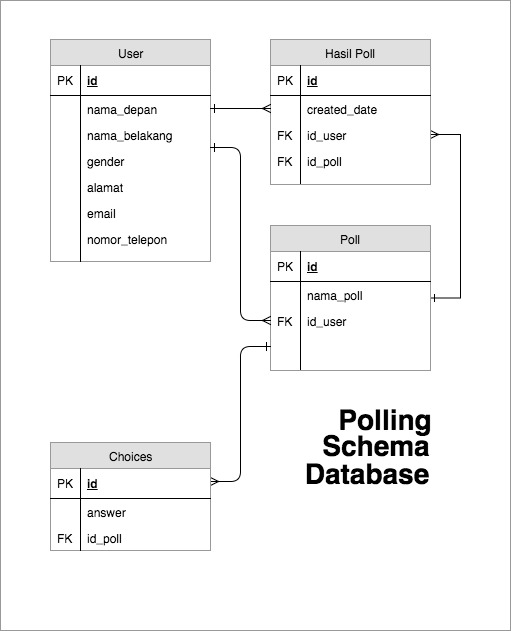 User
PK id
nama_depan
nama_belakang
gender
alamat
email
nomor_telepon
Hasil Poll
PK id
created_date
FK id_user
FK id_poll
Poll
PK id
nama_poll
FK id_user
Choices
PK id
answer
FK id_poll
Polling
Schema
Database